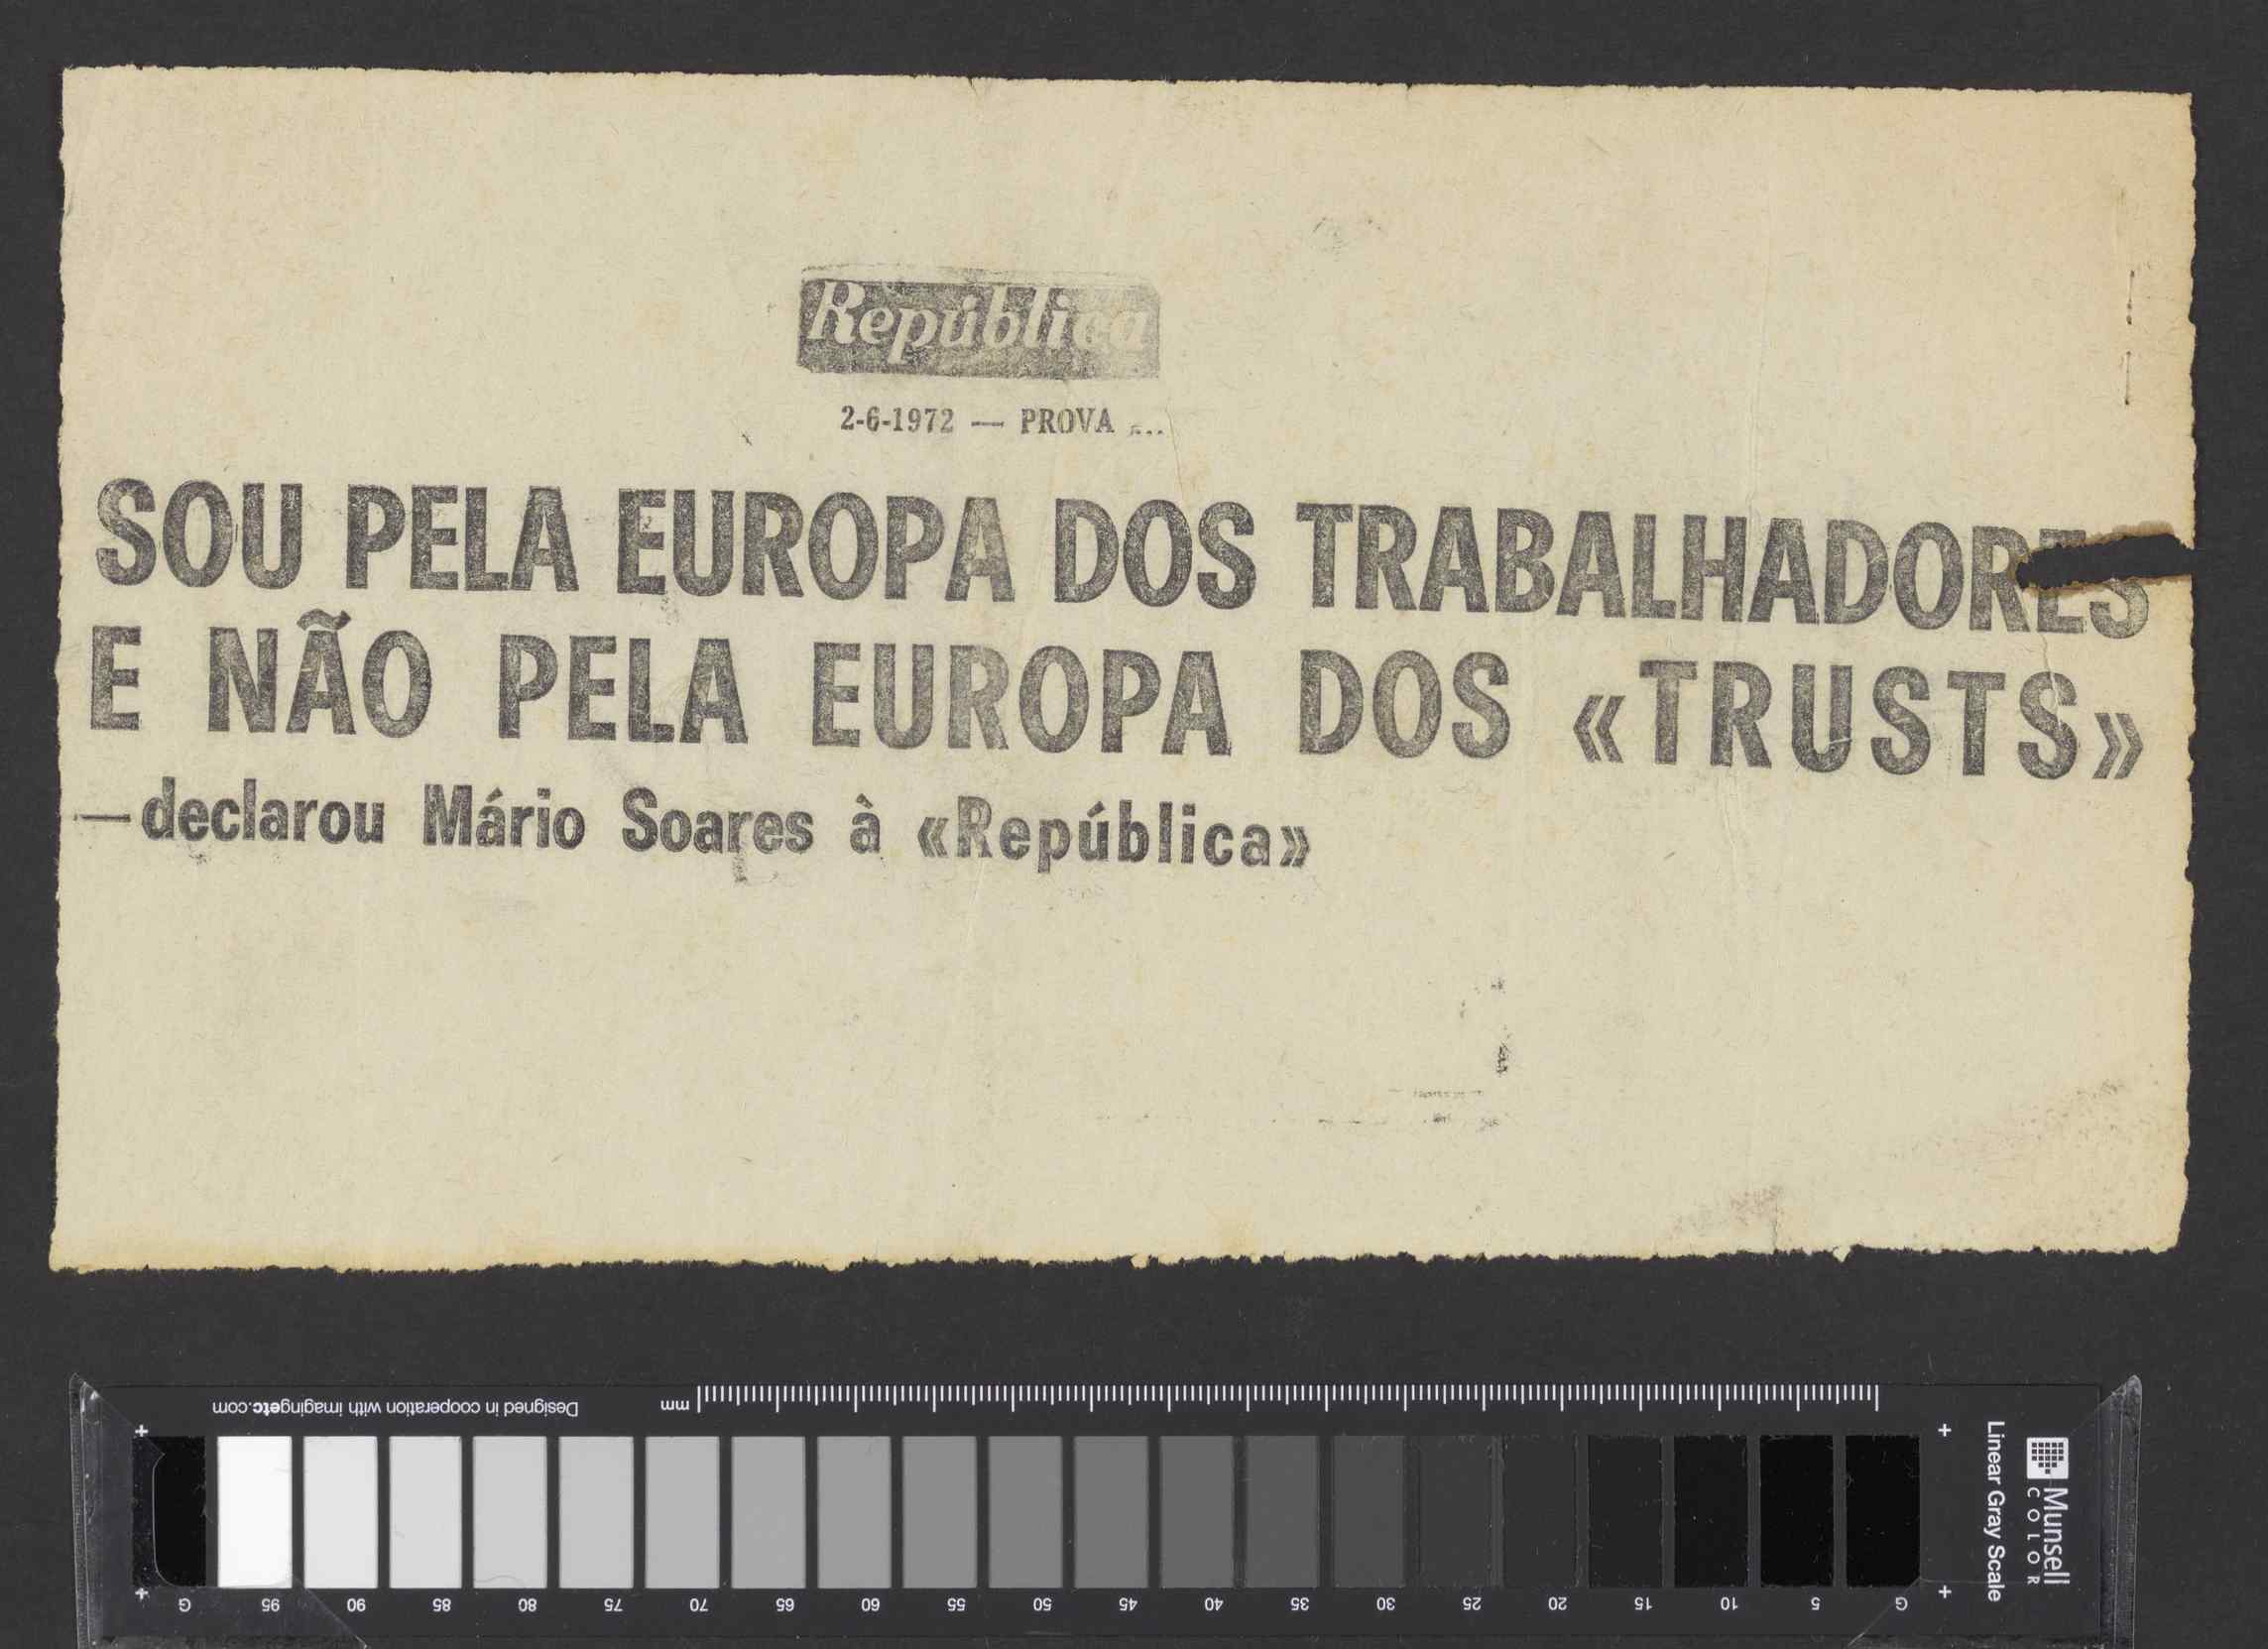 República
2-6-1972 — PROVA ...
SOU PELA EUROPA DOS TRABALHADORES
E NÃO PELA EUROPA DOS «TRUSTS»
—declarou Mário Soares à «República»
Designed in cooperation with imagingetc.com
mm
G 95 90 85 80 75 70 65 60 55 50 45 40 35 30 25 20 15 10 5 G
Linear Gray Scale
Munsell
COLOR